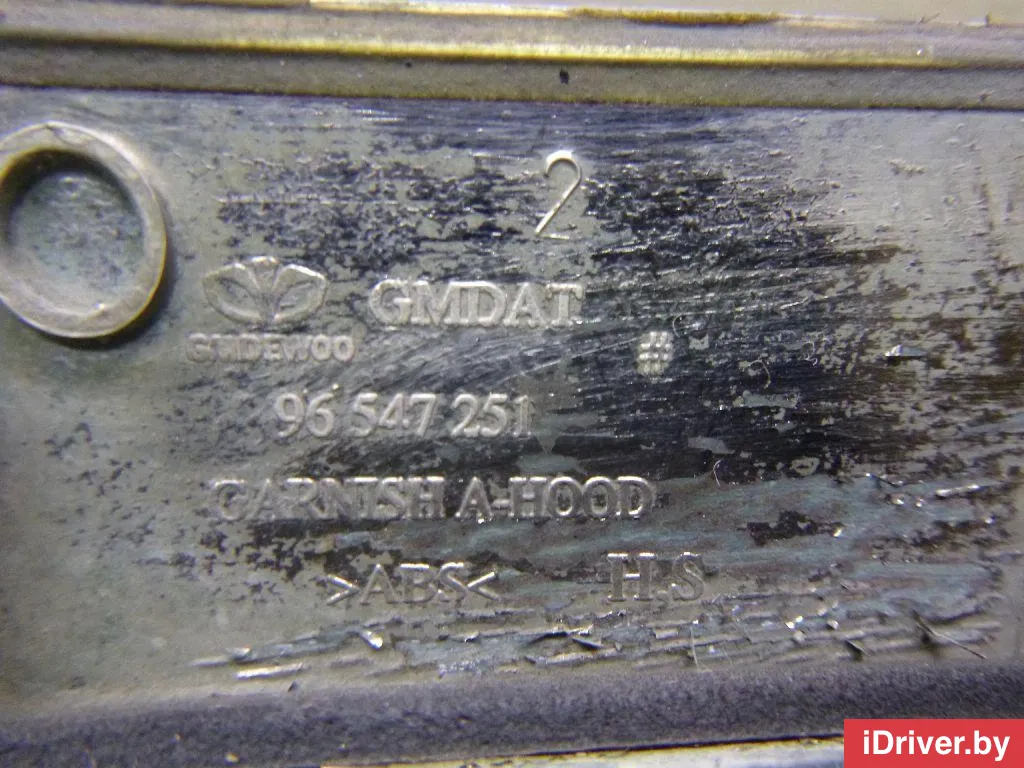 2
GMDAT
GMDEWOO
#
96 547 251
GARNISH A-HOOD
>ABS< H.S
iDriver.by